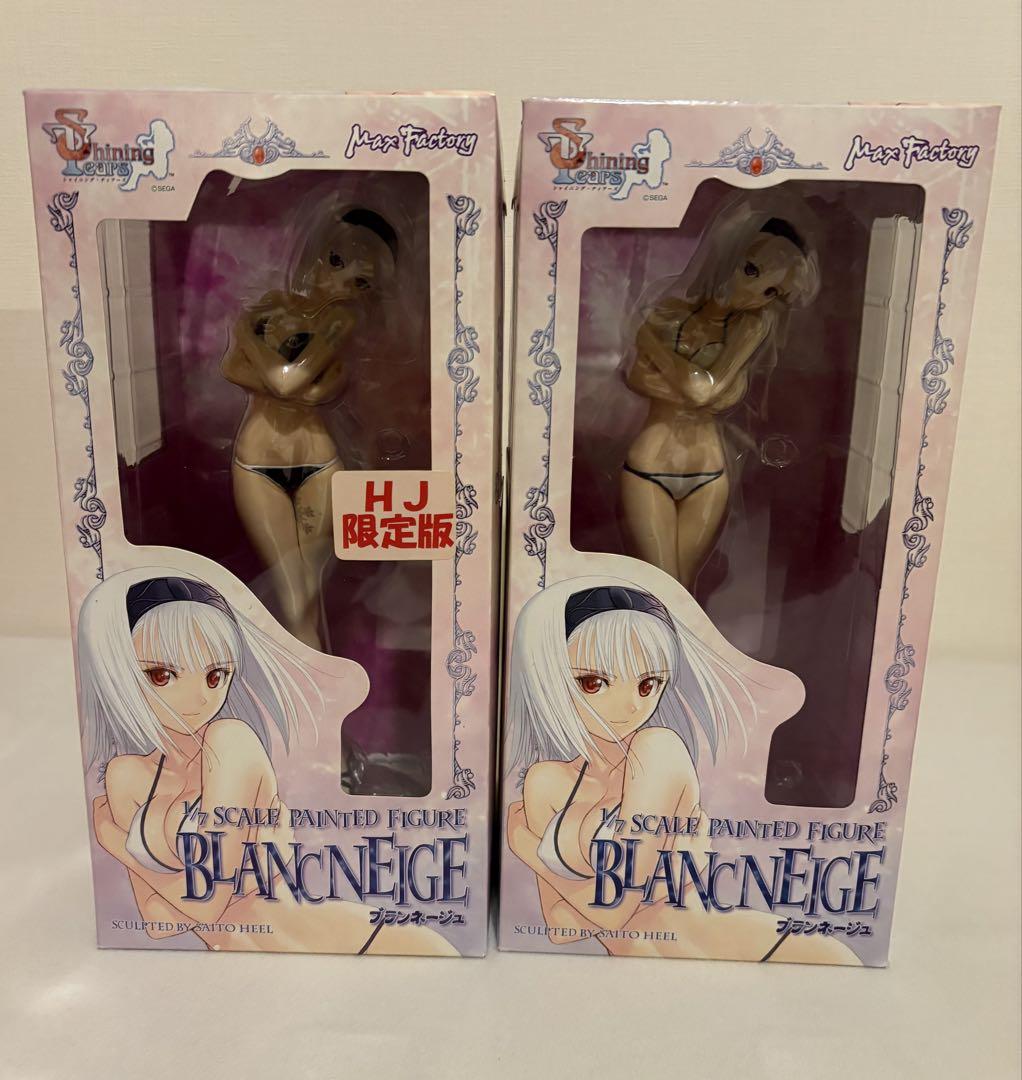 Shining
Tears
シャイニング・ティアーズ
TM
©SEGA
Max Factory
HJ
限定版
1/7 SCALE PAINTED FIGURE
BLANCNEIGE
ブランネージュ
SCULPTED BY SAITO HEEL
Shining
Tears
シャイニング・ティアーズ
TM
©SEGA
Max Factory
1/7 SCALE PAINTED FIGURE
BLANCNEIGE
ブランネージュ
SCULPTED BY SAITO HEEL